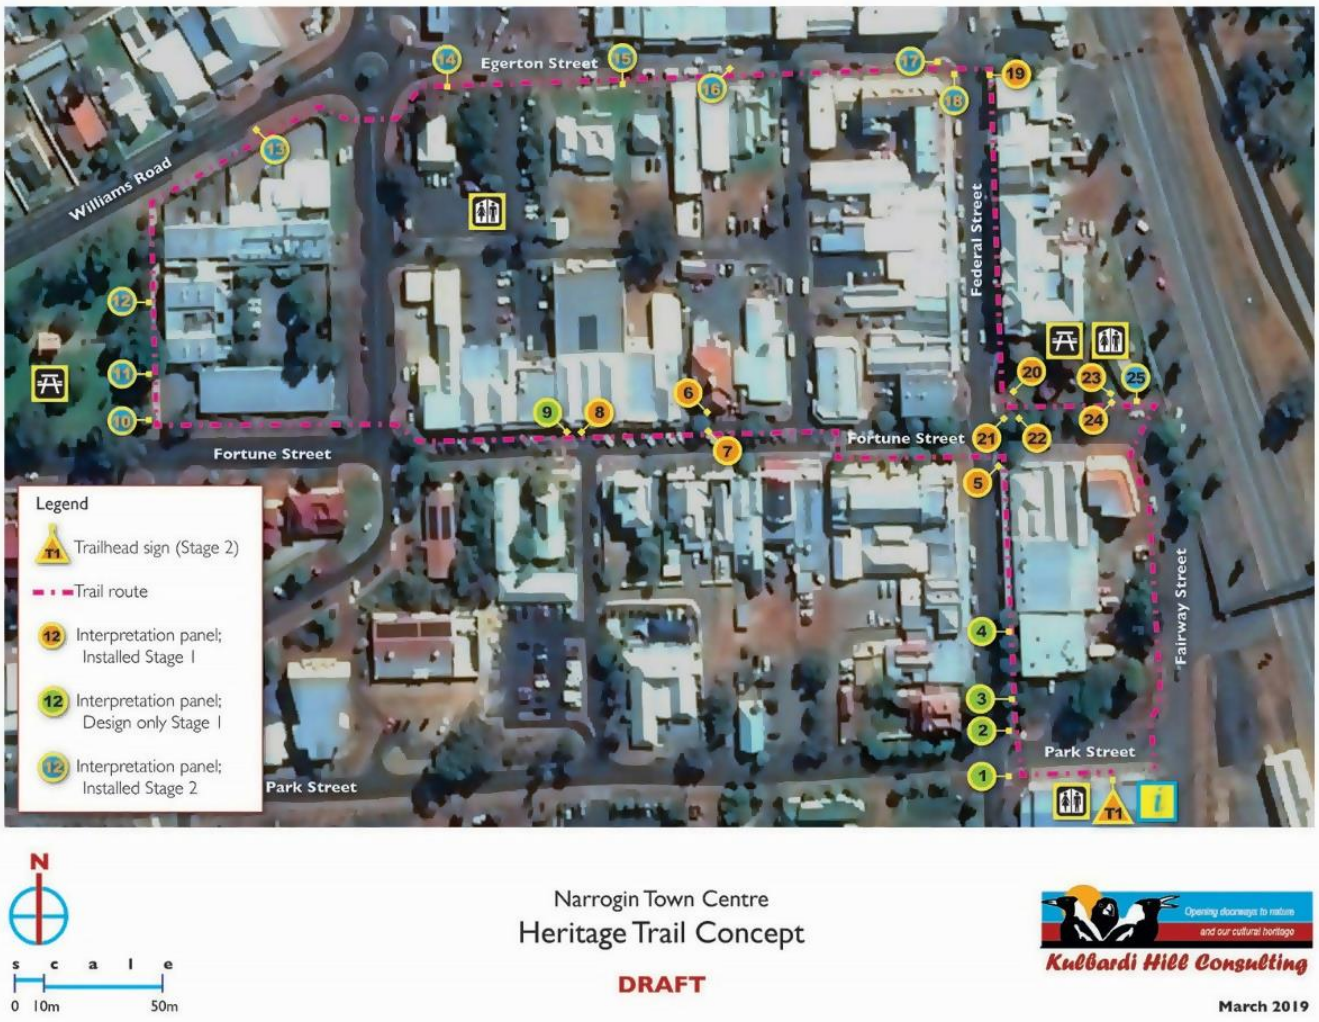 14
Egerton Street
15
16
17
18
19
13
Williams Road
12
11
10
Federal Street
20
23
25
24
6
9
8
7
Fortune Street
21
22
5
Fortune Street
4
3
2
1
Fairway Street
Park Street
Park Street
T1
i
Legend
T1
Trailhead sign (Stage 2)
Trail route
12
Interpretation panel;
Installed Stage 1
12
Interpretation panel;
Design only Stage 1
12
Interpretation panel;
Installed Stage 2
N
s c a l e
0 10m 50m
Narrogin Town Centre
Heritage Trail Concept
DRAFT
Opening doorways to nature
and our cultural heritage
Kulbardi Hill Consulting
March 2019